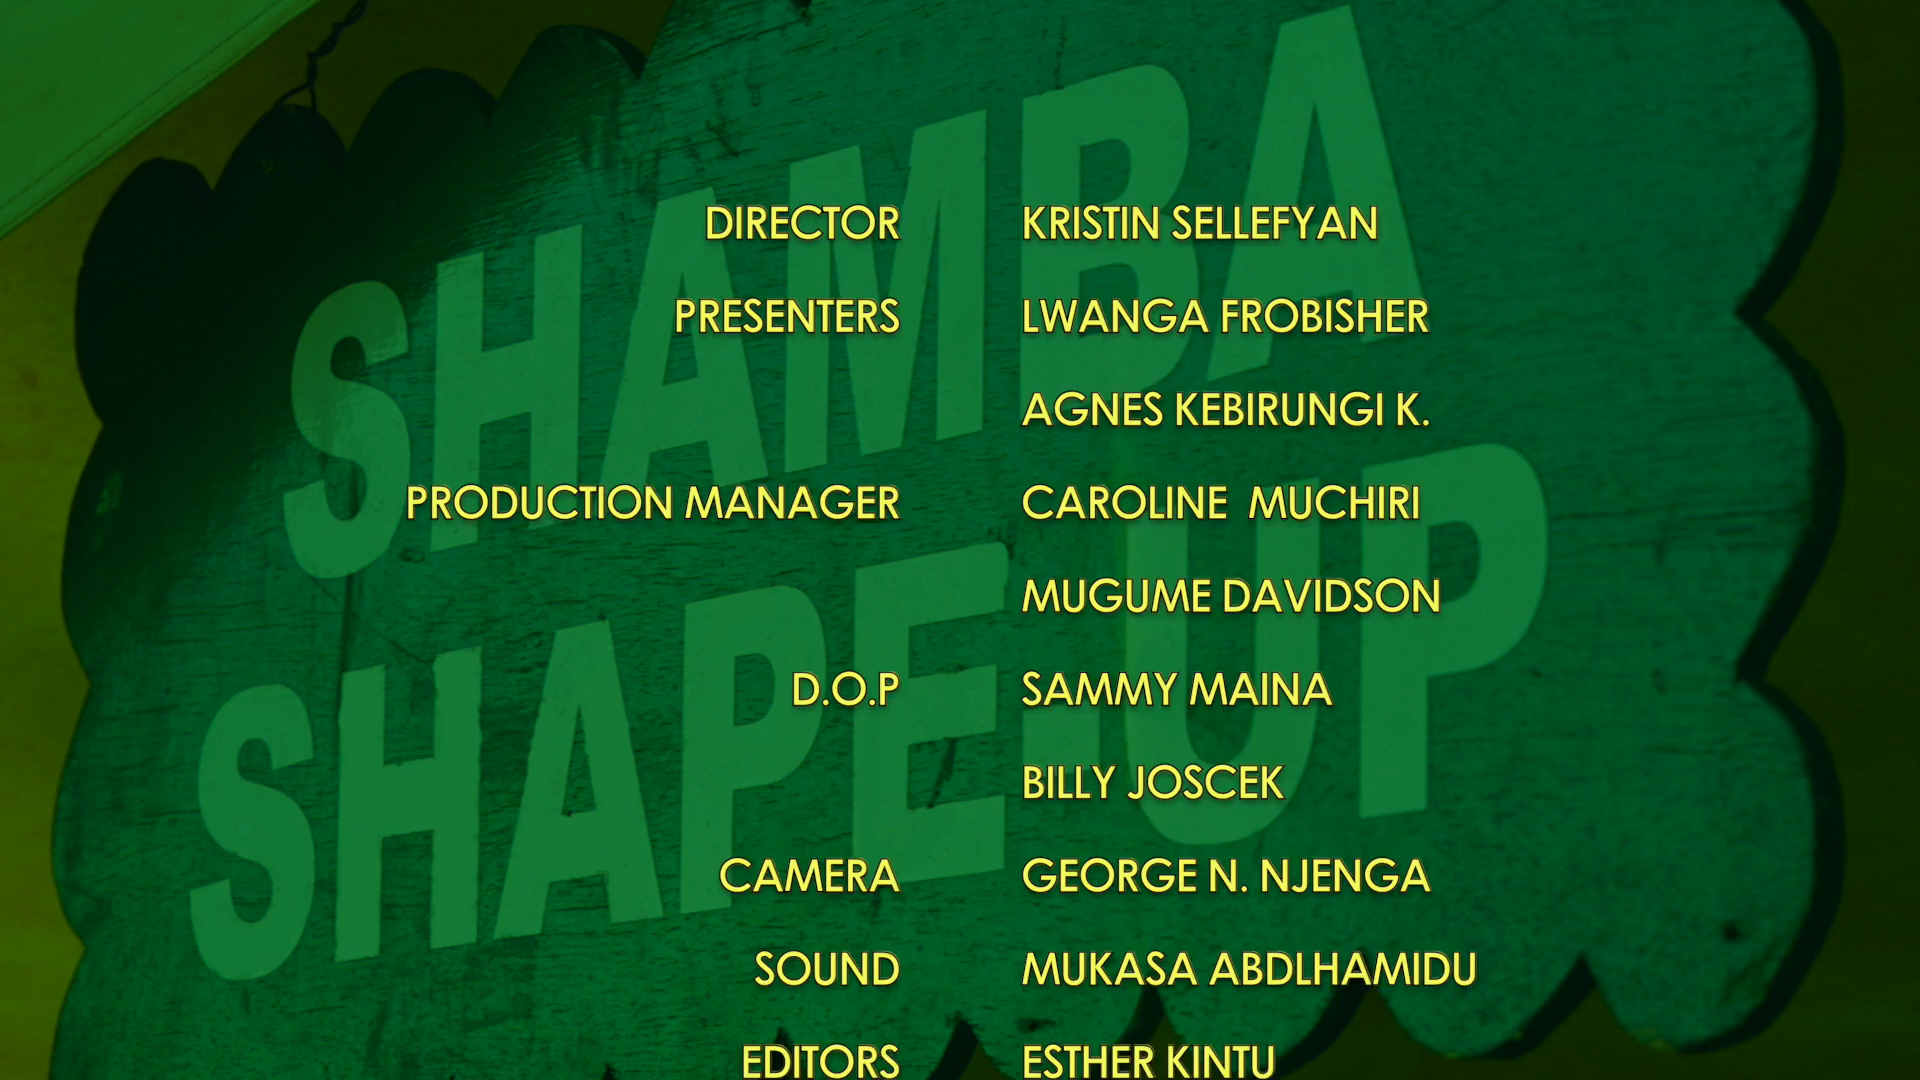 SHAMBA
SHAPE UP
DIRECTOR KRISTIN SELLEFYAN
PRESENTERS LWANGA FROBISHER
AGNES KEBIRUNGI K.
PRODUCTION MANAGER CAROLINE MUCHIRI
MUGUME DAVIDSON
D.O.P SAMMY MAINA
BILLY JOSCEK
CAMERA GEORGE N. NJENGA
SOUND MUKASA ABDLHAMIDU
EDITORS ESTHER KINTU